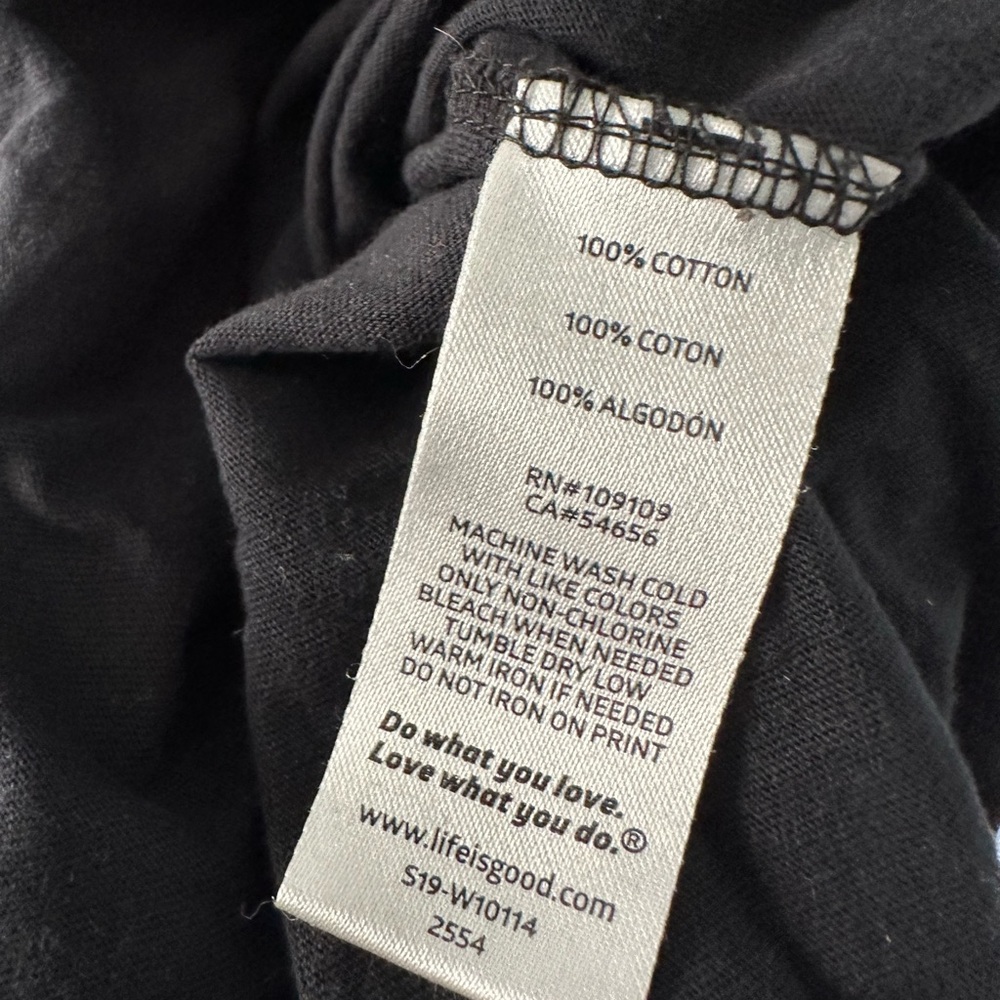 100% COTTON
100% COTON
100% ALGODÓN
RN#109109
CA#54656
MACHINE WASH COLD
WITH LIKE COLORS
ONLY NON-CHLORINE
BLEACH WHEN NEEDED
TUMBLE DRY LOW
WARM IRON IF NEEDED
DO NOT IRON ON PRINT
Do what you love.
Love what you do.®
www.lifeisgood.com
S19-W10114
2554